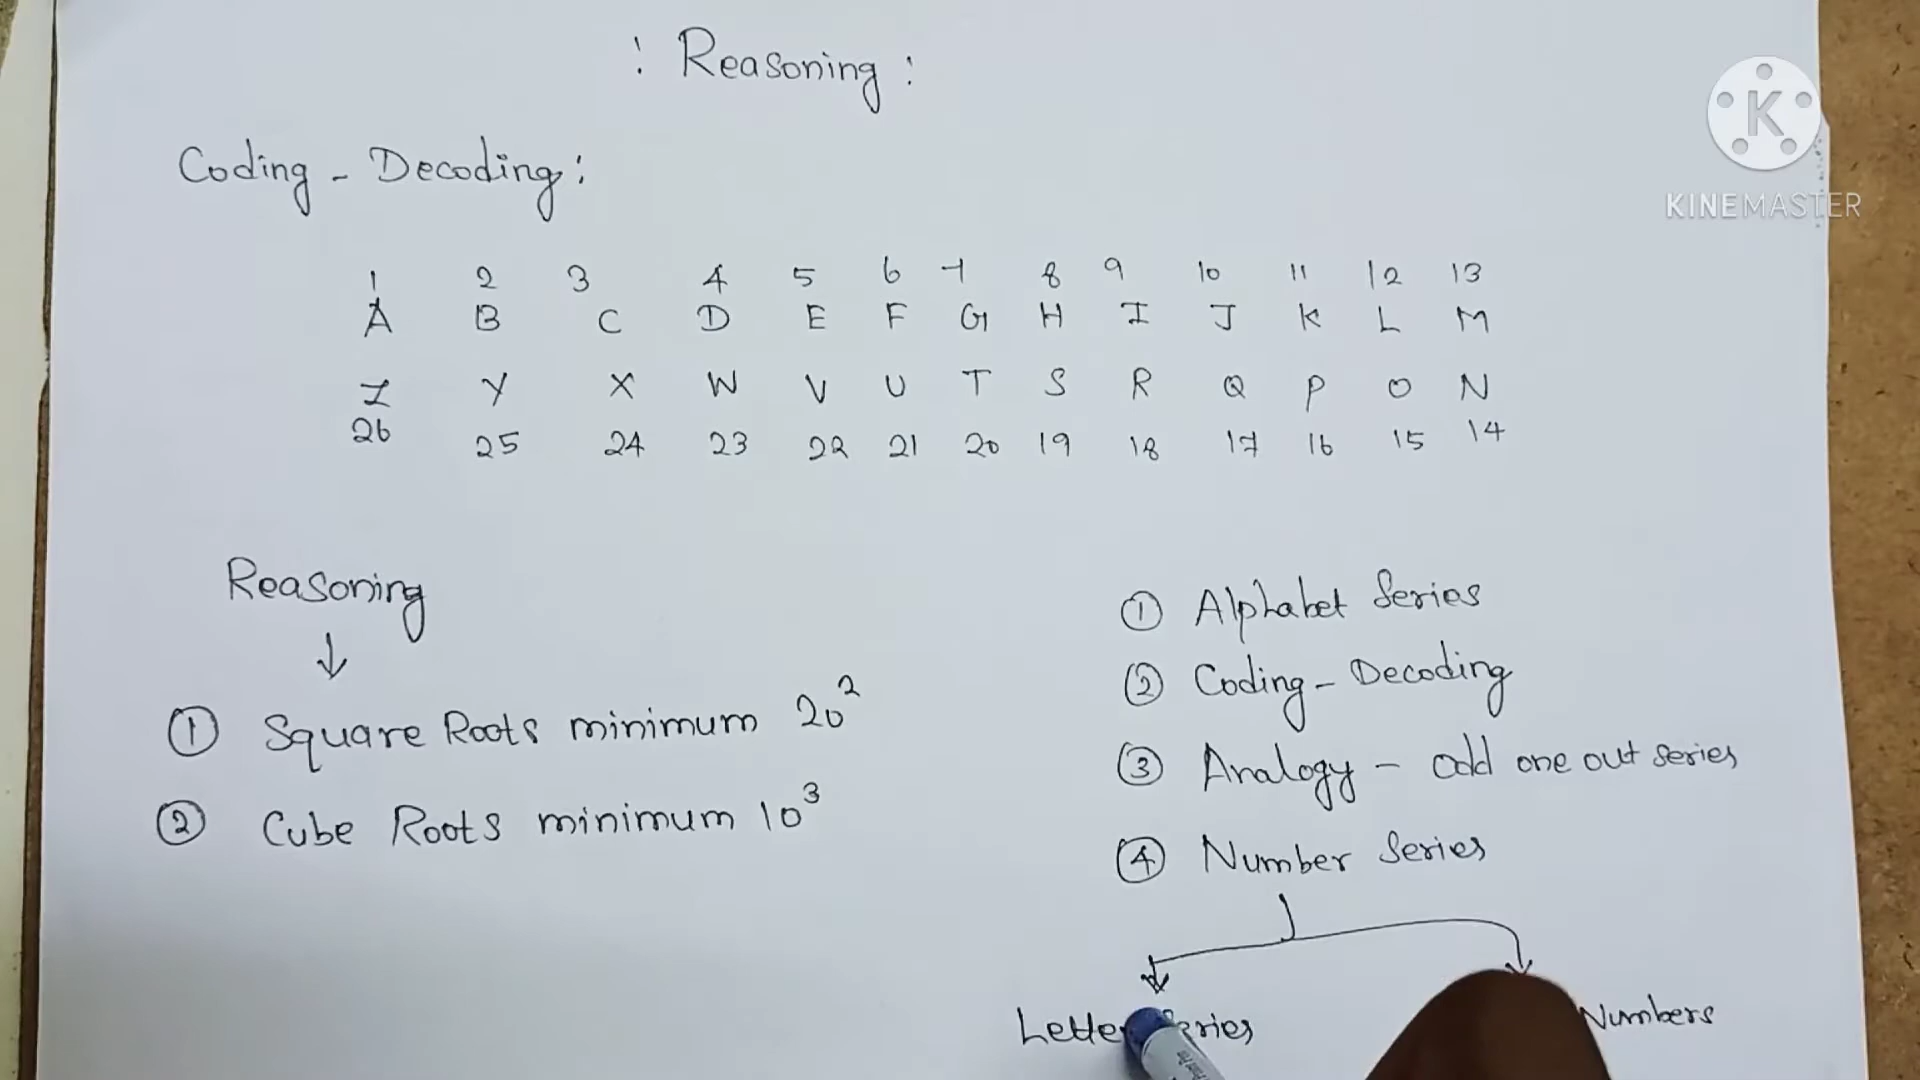 : Reasoning :
K
KINEMASTER
Coding - Decoding :
1 2 3 4 5 6 7 8 9 10 11 12 13
A B C D E F G H I J K L M
Z Y X W V U T S R Q P O N
26 25 24 23 22 21 20 19 18 17 16 15 14
Reasoning
↓
① Square Roots minimum 20²
② Cube Roots minimum 10³
① Alphabet Series
② Coding - Decoding
③ Analogy - odd one out series
④ Number Series
Letter Series
Numbers